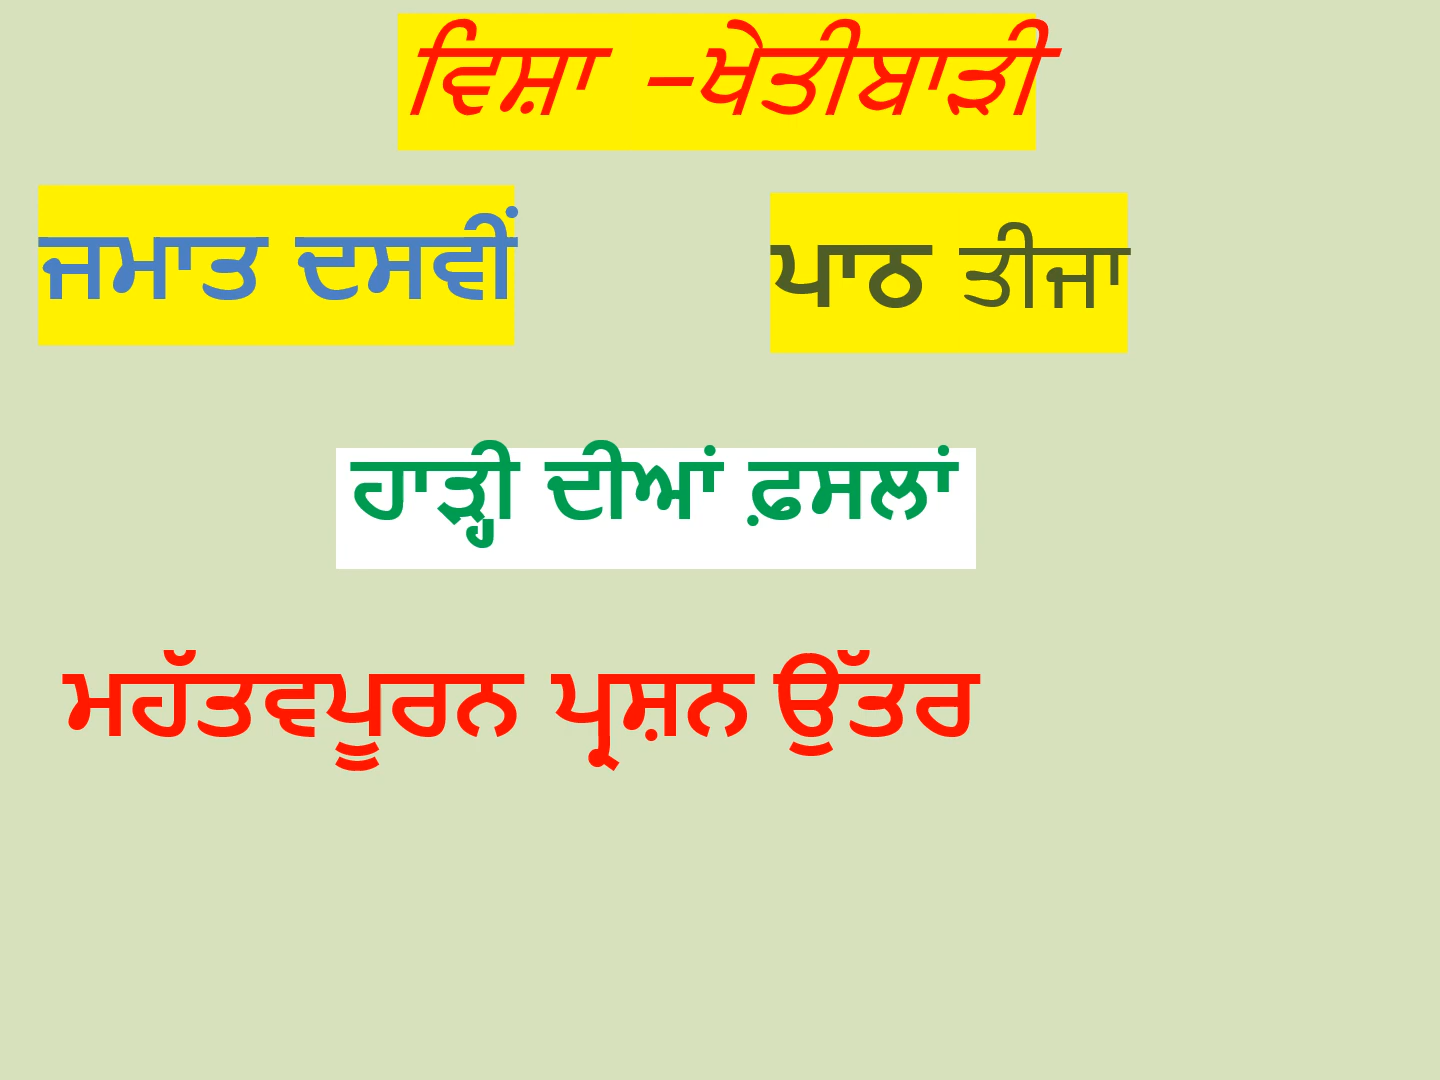 ਵਿਸ਼ਾ –ਖੇਤੀਬਾੜੀ
ਜਮਾਤ ਦਸਵੀਂ
ਪਾਠ ਤੀਜਾ
ਹਾੜ੍ਹੀ ਦੀਆਂ ਫ਼ਸਲਾਂ
ਮਹੱਤਵਪੂਰਨ ਪ੍ਰਸ਼ਨ ਉੱਤਰ